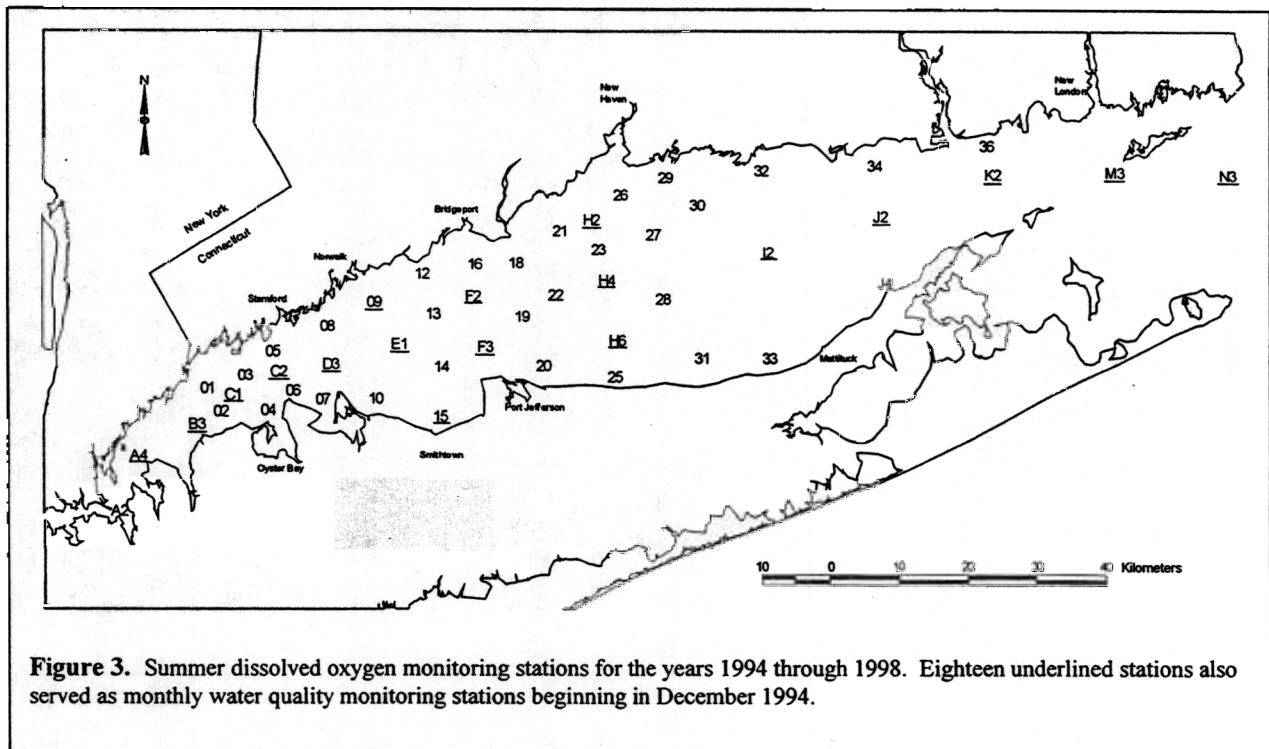 N
New
Haven
New
London
36
29
32
34
K2
M3
N3
26
30
Bridgeport
H2
J2
New York
Connecticut
21
27
23
I2
Norwalk
12
16
18
H4
Stamford
09
F2
22
28
13
19
08
E1
F3
H6
05
D3
14
20
31
33
Mattituck
03
C2
25
01
C1
06
07
10
Port Jefferson
02
04
15
B3
Smithtown
A4
Oyster Bay
A2
10 0 10 20 30 40 Kilometers
Figure 3. Summer dissolved oxygen monitoring stations for the years 1994 through 1998. Eighteen underlined stations also
served as monthly water quality monitoring stations beginning in December 1994.